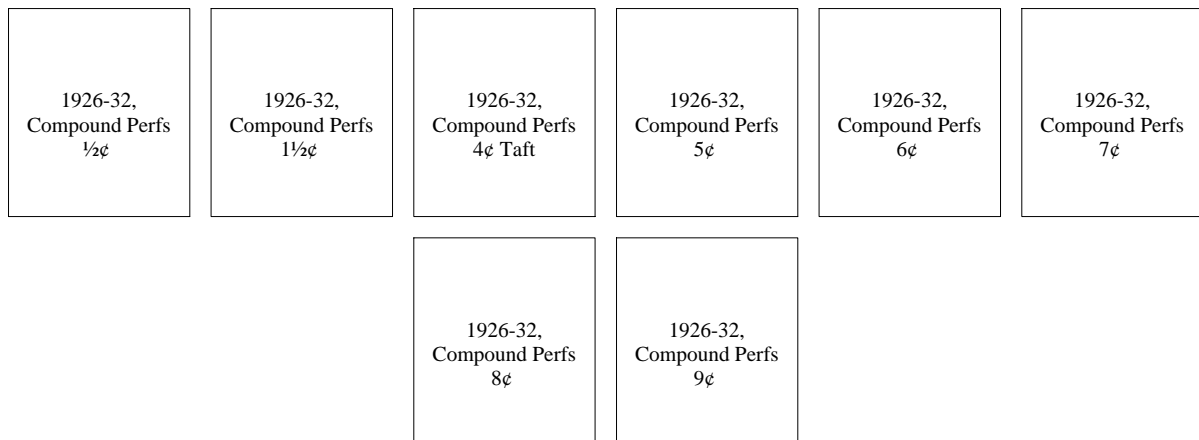 1926-32,
Compound Perfs
½¢
1926-32,
Compound Perfs
1½¢
1926-32,
Compound Perfs
4¢ Taft
1926-32,
Compound Perfs
5¢
1926-32,
Compound Perfs
6¢
1926-32,
Compound Perfs
7¢
1926-32,
Compound Perfs
8¢
1926-32,
Compound Perfs
9¢